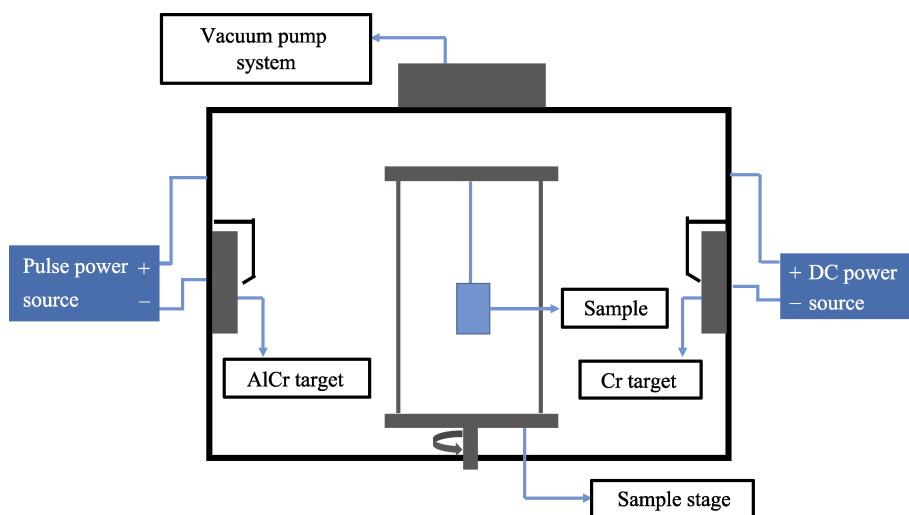 Vacuum pump
system
Pulse power +
source −
+ DC power
− source
Sample
AlCr target
Cr target
Sample stage